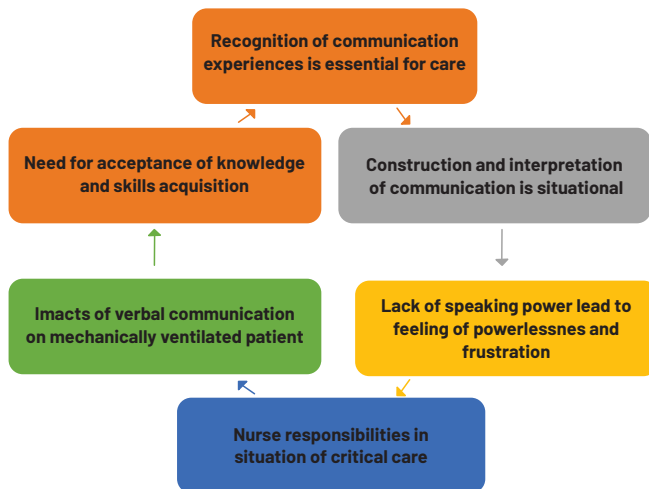 Recognition of communication
experiences is essential for care
Need for acceptance of knowledge
and skills acquisition
Construction and interpretation
of communication is situational
Imacts of verbal communication
on mechanically ventilated patient
Lack of speaking power lead to
feeling of powerlessnes and
frustration
Nurse responsibilities in
situation of critical care